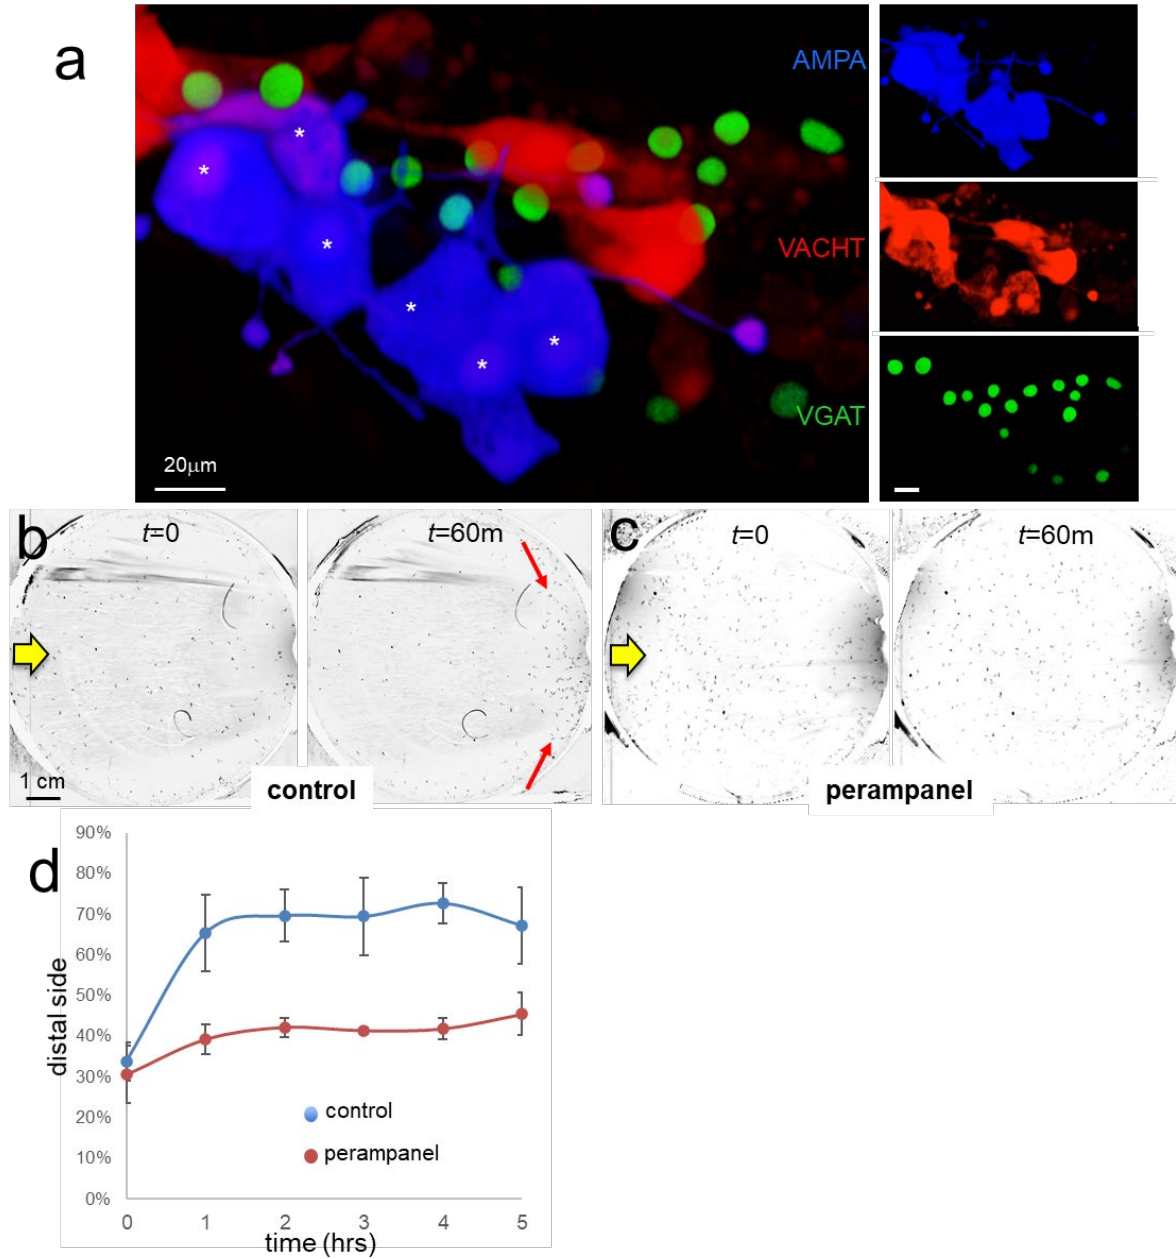 a
AMPA
VACHT
VGAT
20μm
* * * * * *
b
t=0
t=60m
1 cm
control
c
t=0
t=60m
perampanel
d
90%
80%
70%
60%
50%
40%
30%
20%
10%
0%
distal side
control
perampanel
0 1 2 3 4 5
time (hrs)